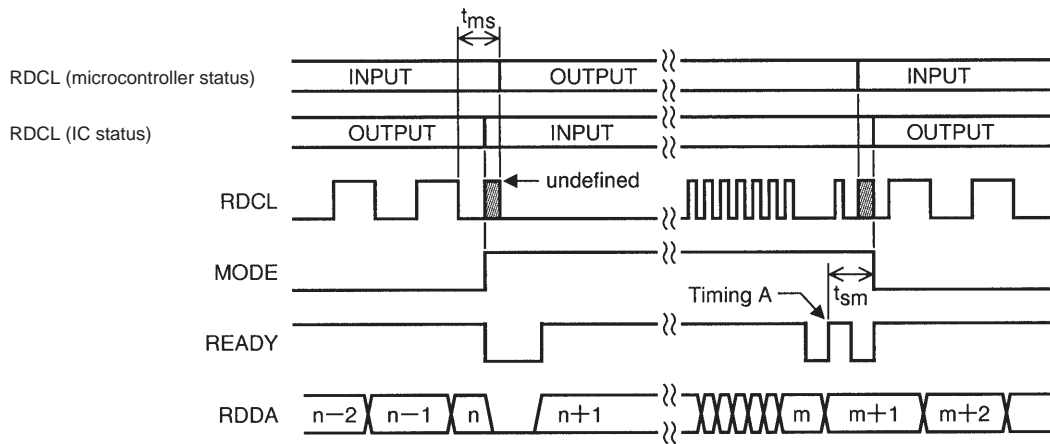 tms
RDCL (microcontroller status) INPUT OUTPUT INPUT
RDCL (IC status) OUTPUT INPUT OUTPUT
RDCL undefined
MODE
Timing A tsm
READY
RDDA n−2 n−1 n n+1 m m+1 m+2